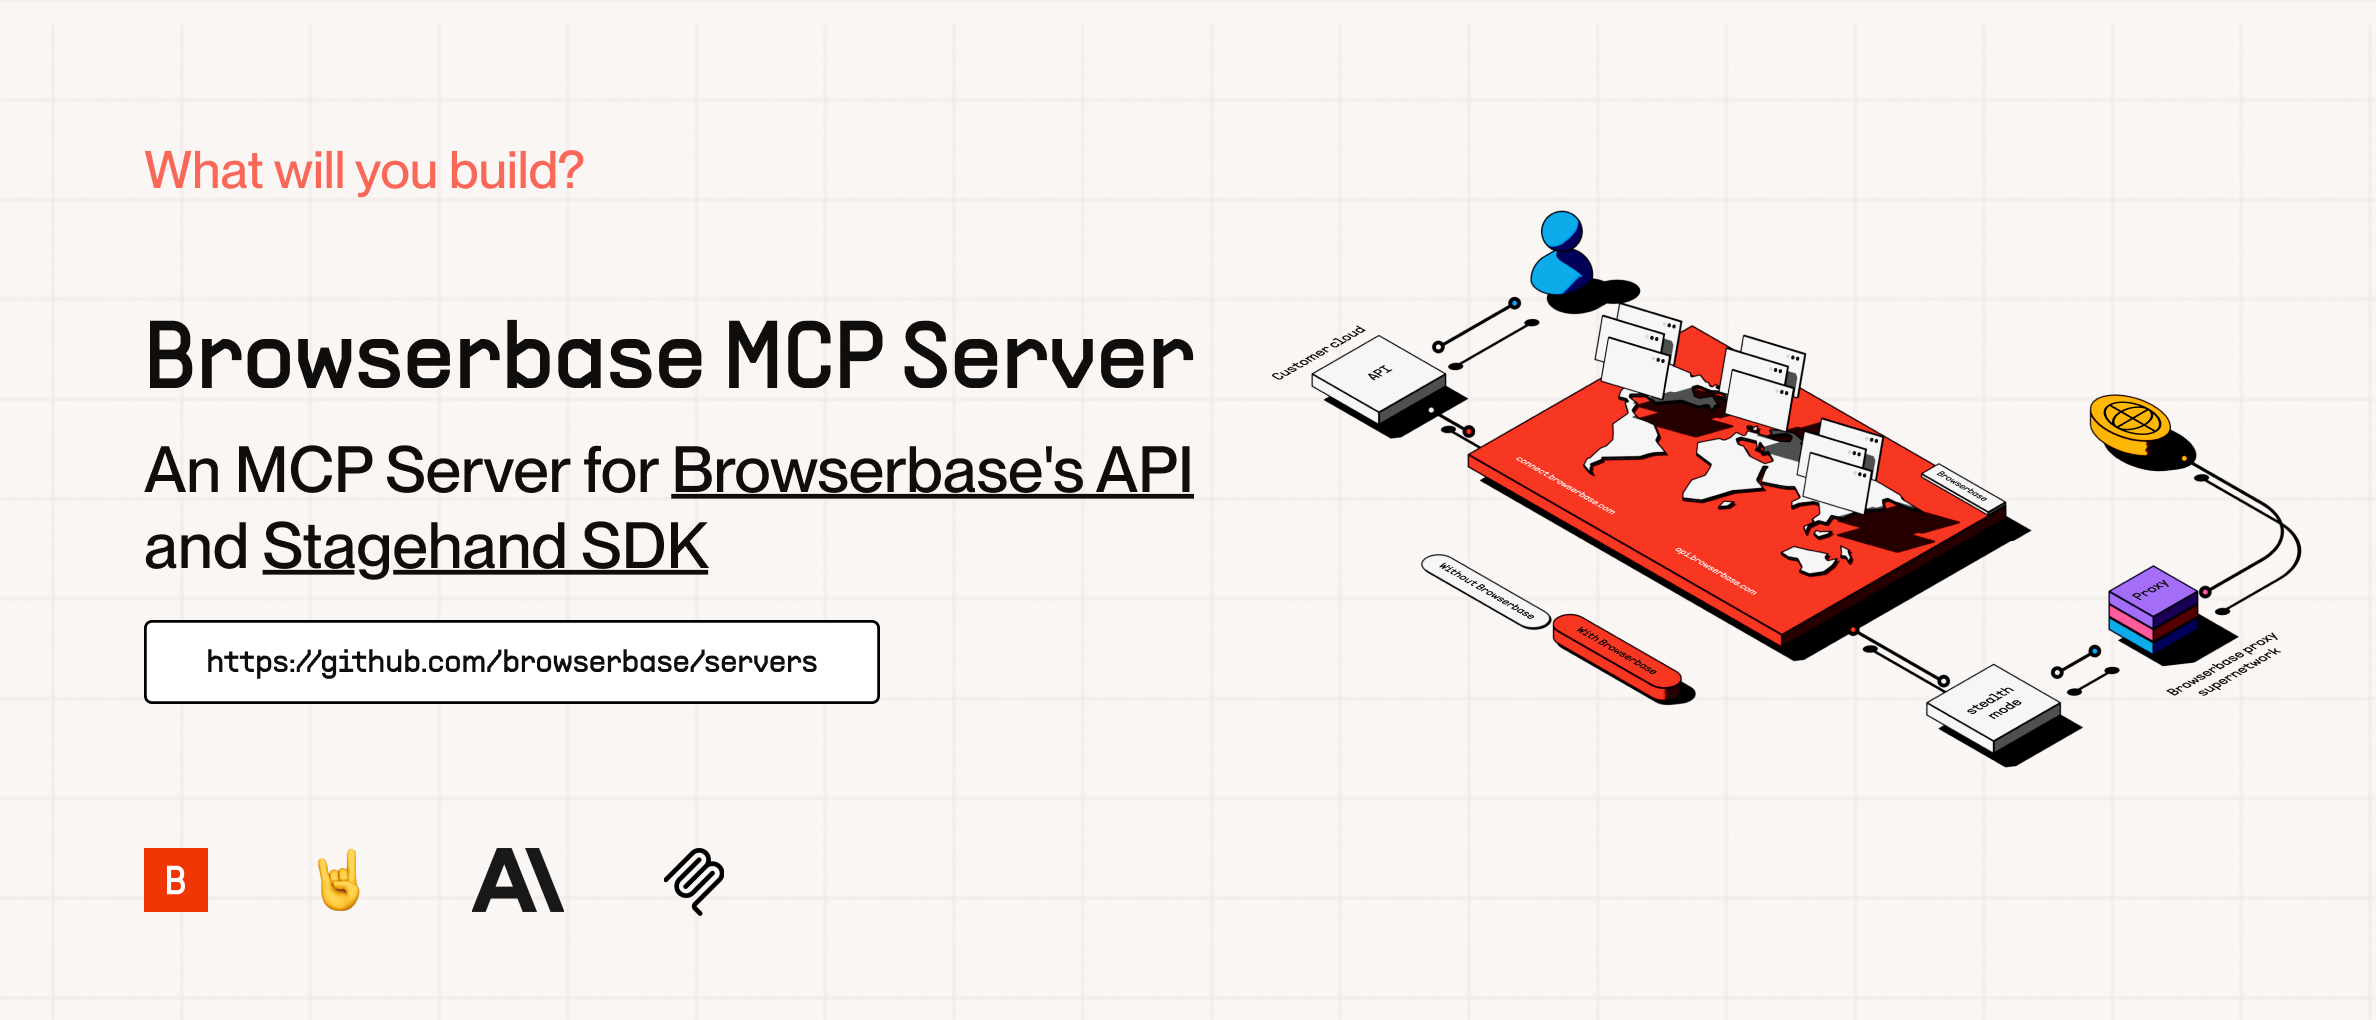 What will you build?
Browserbase MCP Server
An MCP Server for Browserbase's API
and Stagehand SDK
https://github.com/browserbase/servers
B
Customer cloud
API
connect.browserbase.com
api.browserbase.com
Browserbase
Without Browserbase
With Browserbase
stealth
mode
Proxy
Browserbase proxy
supernetwork